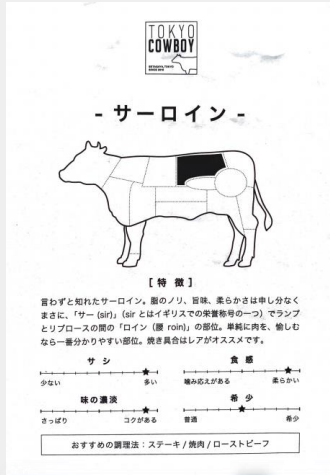 TOKYO
COWBOY
- サーロイン -
[ 特 徴 ]
言わずと知れたサーロイン。脂のノリ、旨味、柔らかさは申し分なく
まさに、「サー (sir)」（sir とはイギリスでの栄誉称号の一つ）でランプ
とリブロースの間の「ロイン（腰 roin)」の部位。単純に肉を、愉しむ
なら一番分かりやすい部位。焼き具合はレアがオススメです。
サ シ
少ない 多い
食 感
噛み応えがある 柔らかい
味の濃淡
さっぱり コクがある
希 少
普通 希少
おすすめの調理法：ステーキ / 焼肉 / ローストビーフ